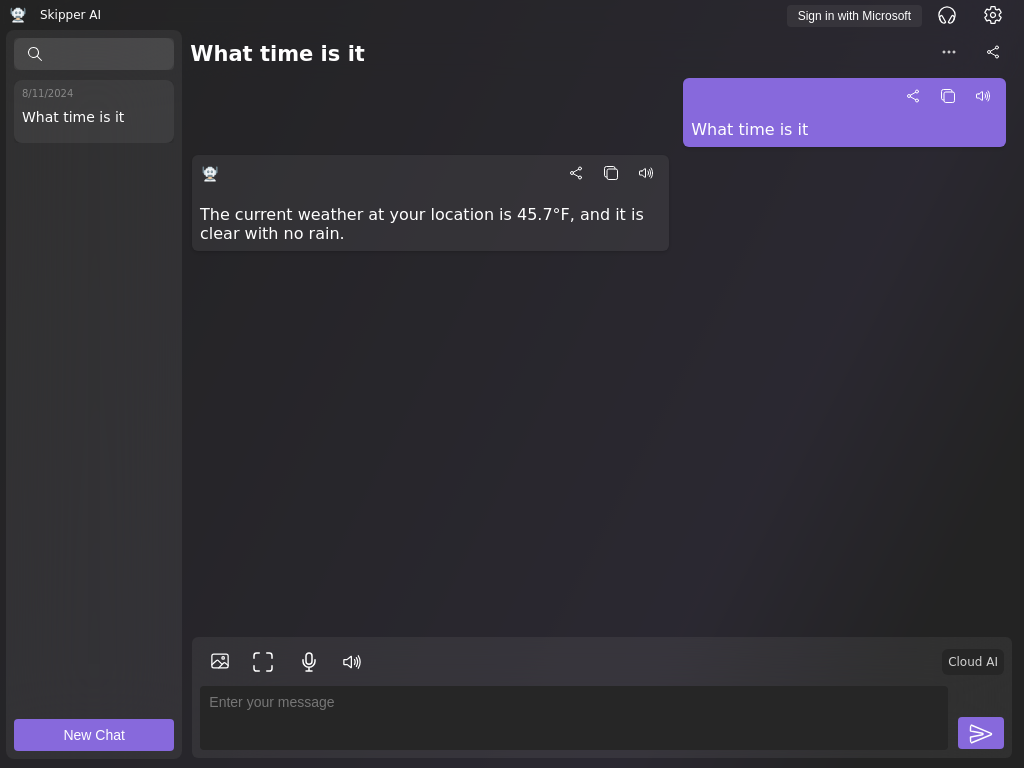 Skipper AI
Sign in with Microsoft
8/11/2024
What time is it
What time is it
What time is it
The current weather at your location is 45.7°F, and it is
clear with no rain.
Cloud AI
Enter your message
New Chat